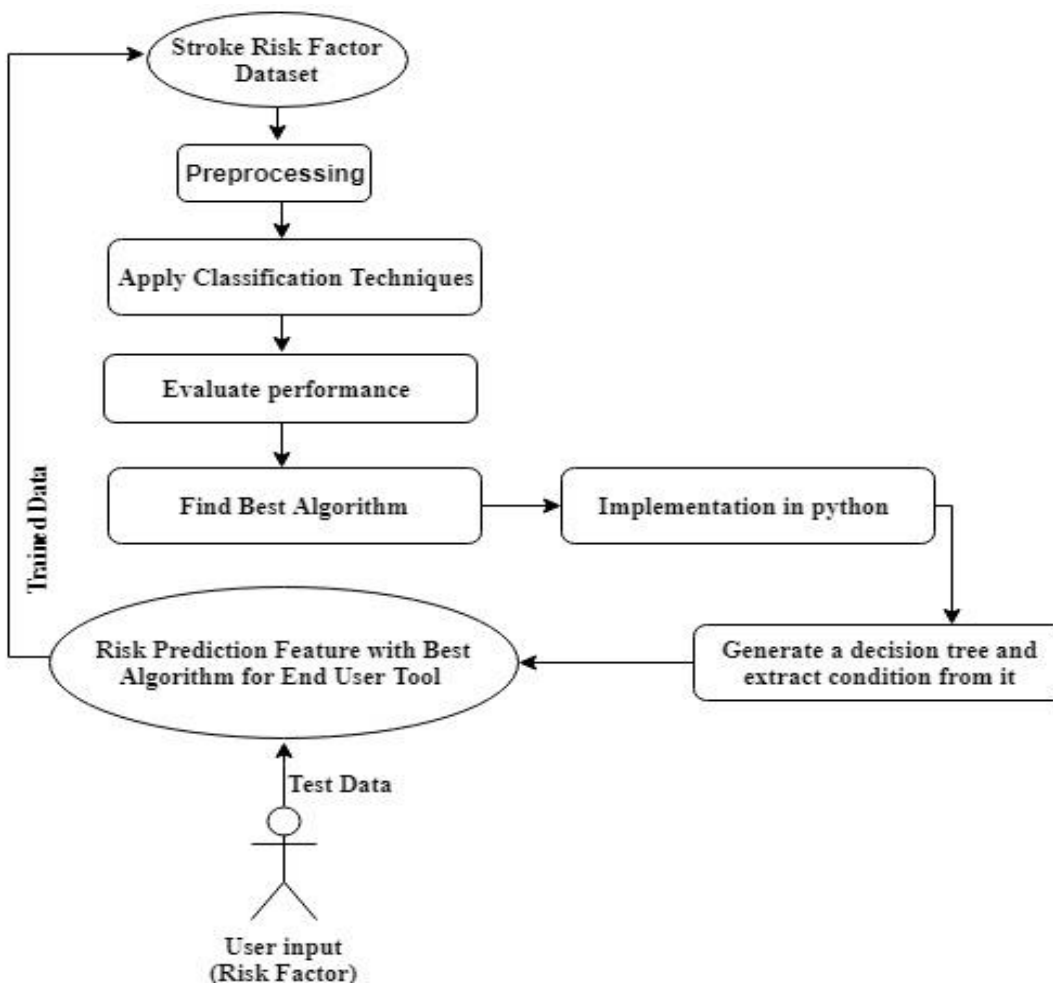 Stroke Risk Factor
Dataset
Preprocessing
Apply Classification Techniques
Evaluate performance
Find Best Algorithm
Implementation in python
Trained Data
Risk Prediction Feature with Best
Algorithm for End User Tool
Generate a decision tree and
extract condition from it
Test Data
User input
(Risk Factor)